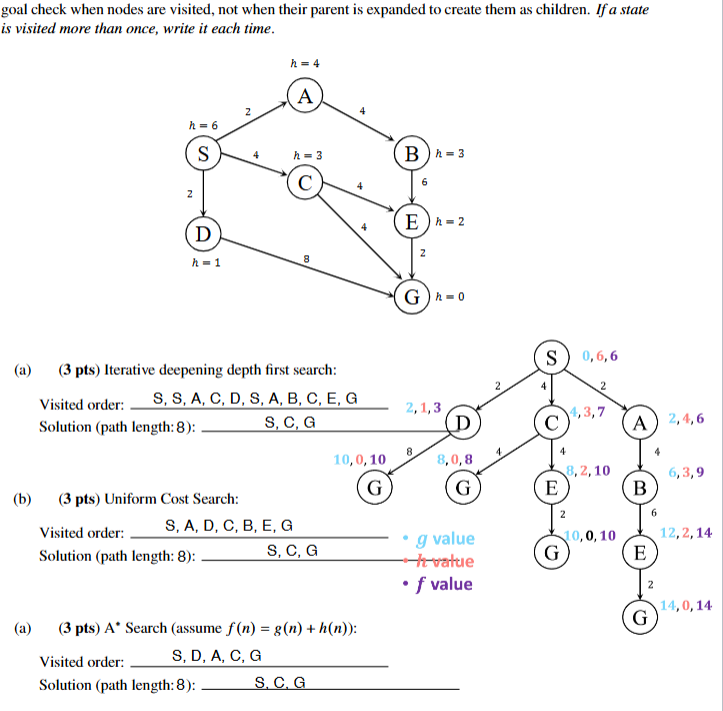 goal check when nodes are visited, not when their parent is expanded to create them as children. If a state
is visited more than once, write it each time.
h = 4
A
2
4
h = 6
S
4
h = 3
B
h = 3
C
4
6
2
E
h = 2
4
D
2
8
h = 1
G
h = 0
S
0, 6, 6
(a) (3 pts) Iterative deepening depth first search:
2
4
2
Visited order: S, S, A, C, D, S, A, B, C, E, G
2, 1, 3
4, 3, 7
2, 4, 6
D
C
A
Solution (path length: 8): S, C, G
8
4
4
4
10, 0, 10
8, 0, 8
8, 2, 10
6, 3, 9
G
G
E
B
(b) (3 pts) Uniform Cost Search:
2
6
Visited order: S, A, D, C, B, E, G
• g value
10, 0, 10
12, 2, 14
Solution (path length: 8): S, C, G
• h value
G
E
• f value
2
14, 0, 14
G
(a) (3 pts) A* Search (assume f(n) = g(n) + h(n)):
Visited order: S, D, A, C, G
Solution (path length: 8): S, C, G